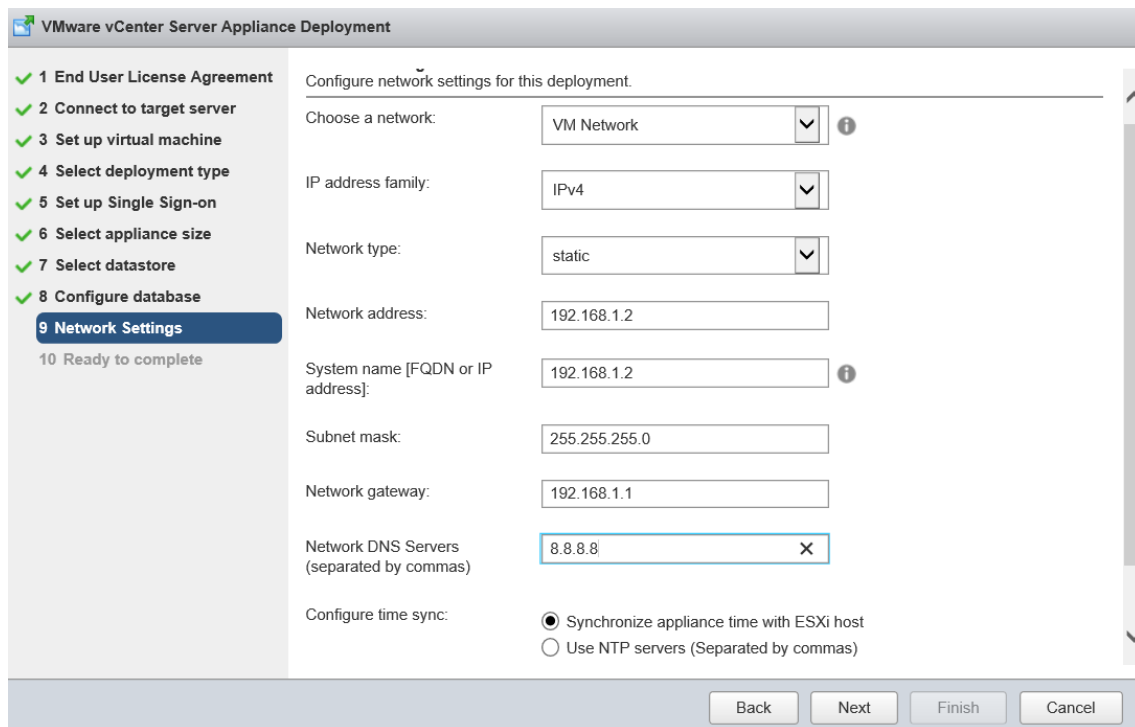 VMware vCenter Server Appliance Deployment
1 End User License Agreement
2 Connect to target server
3 Set up virtual machine
4 Select deployment type
5 Set up Single Sign-on
6 Select appliance size
7 Select datastore
8 Configure database
9 Network Settings
10 Ready to complete
Configure network settings for this deployment.
Choose a network:
VM Network
IP address family:
IPv4
Network type:
static
Network address:
192.168.1.2
System name [FQDN or IP
address]:
192.168.1.2
Subnet mask:
255.255.255.0
Network gateway:
192.168.1.1
Network DNS Servers
(separated by commas)
8.8.8.8
Configure time sync:
Synchronize appliance time with ESXi host
Use NTP servers (Separated by commas)
Back
Next
Finish
Cancel